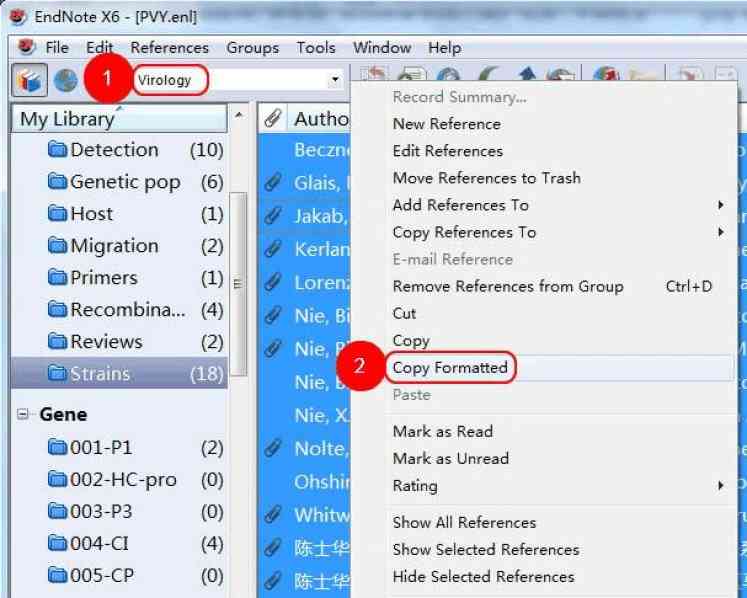 EndNote X6 - [PVY.enl]
File Edit References Groups Tools Window Help
1 Virology
My Library
Detection (10)
Genetic pop (6)
Host (1)
Migration (2)
Primers (1)
Recombina... (4)
Reviews (2)
Strains (18)
Gene
001-P1 (2)
002-HC-pro (0)
003-P3 (0)
004-CI (4)
005-CP (0)
Autho
Beczne
Glais,
Jakab,
Kerlan
Lorenz
Nie, Bi
Nie, 
Nie, B
Nie, X.
Nolte,
Ohshir
Whitw
陈士华
陈士华
Record Summary...
New Reference
Edit References
Move References to Trash
Add References To
Copy References To
E-mail Reference
Remove References from Group Ctrl+D
Cut
Copy
2 Copy Formatted
Paste
Mark as Read
Mark as Unread
Rating
Show All References
Show Selected References
Hide Selected References